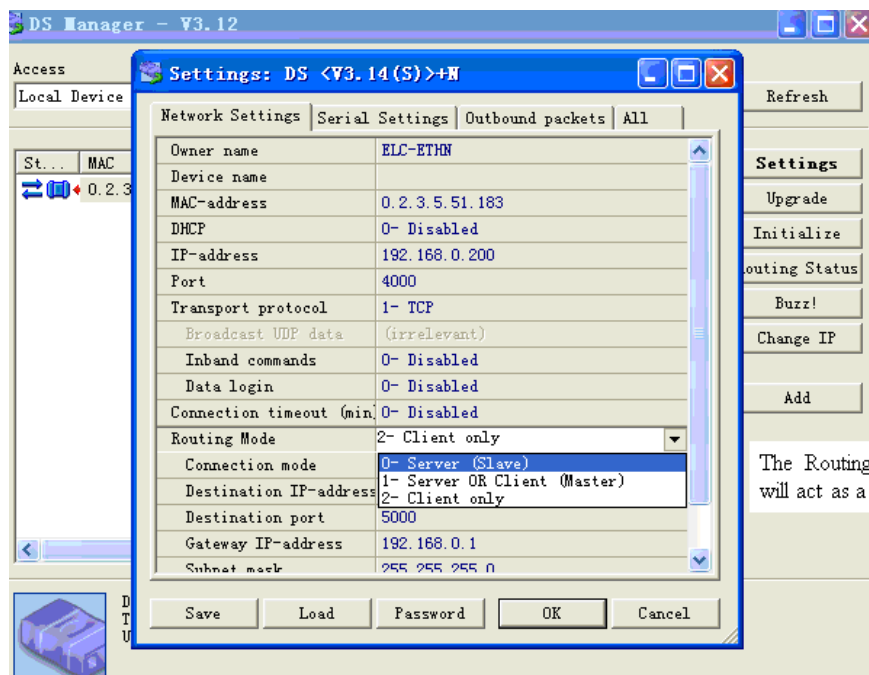 DS Manager - V3.12
Access
Local Device
Refresh
St... MAC
0.2.3
Settings: DS <V3.14(S)>+N
Network Settings Serial Settings Outbound packets All
Owner name ELC-ETHN
Device name
MAC-address 0.2.3.5.51.183
DHCP 0- Disabled
IP-address 192.168.0.200
Port 4000
Transport protocol 1- TCP
Broadcast UDP data (irrelevant)
Inband commands 0- Disabled
Data login 0- Disabled
Connection timeout (min) 0- Disabled
Routing Mode 2- Client only
Connection mode 0- Server (Slave)
1- Server OR Client (Master)
Destination IP-address 2- Client only
Destination port 5000
Gateway IP-address 192.168.0.1
Subnet mask 255.255.255.0
Save Load Password OK Cancel
Settings
Upgrade
Initialize
outing Status
Buzz!
Change IP
Add
The Routing
will act as a
D
T
U